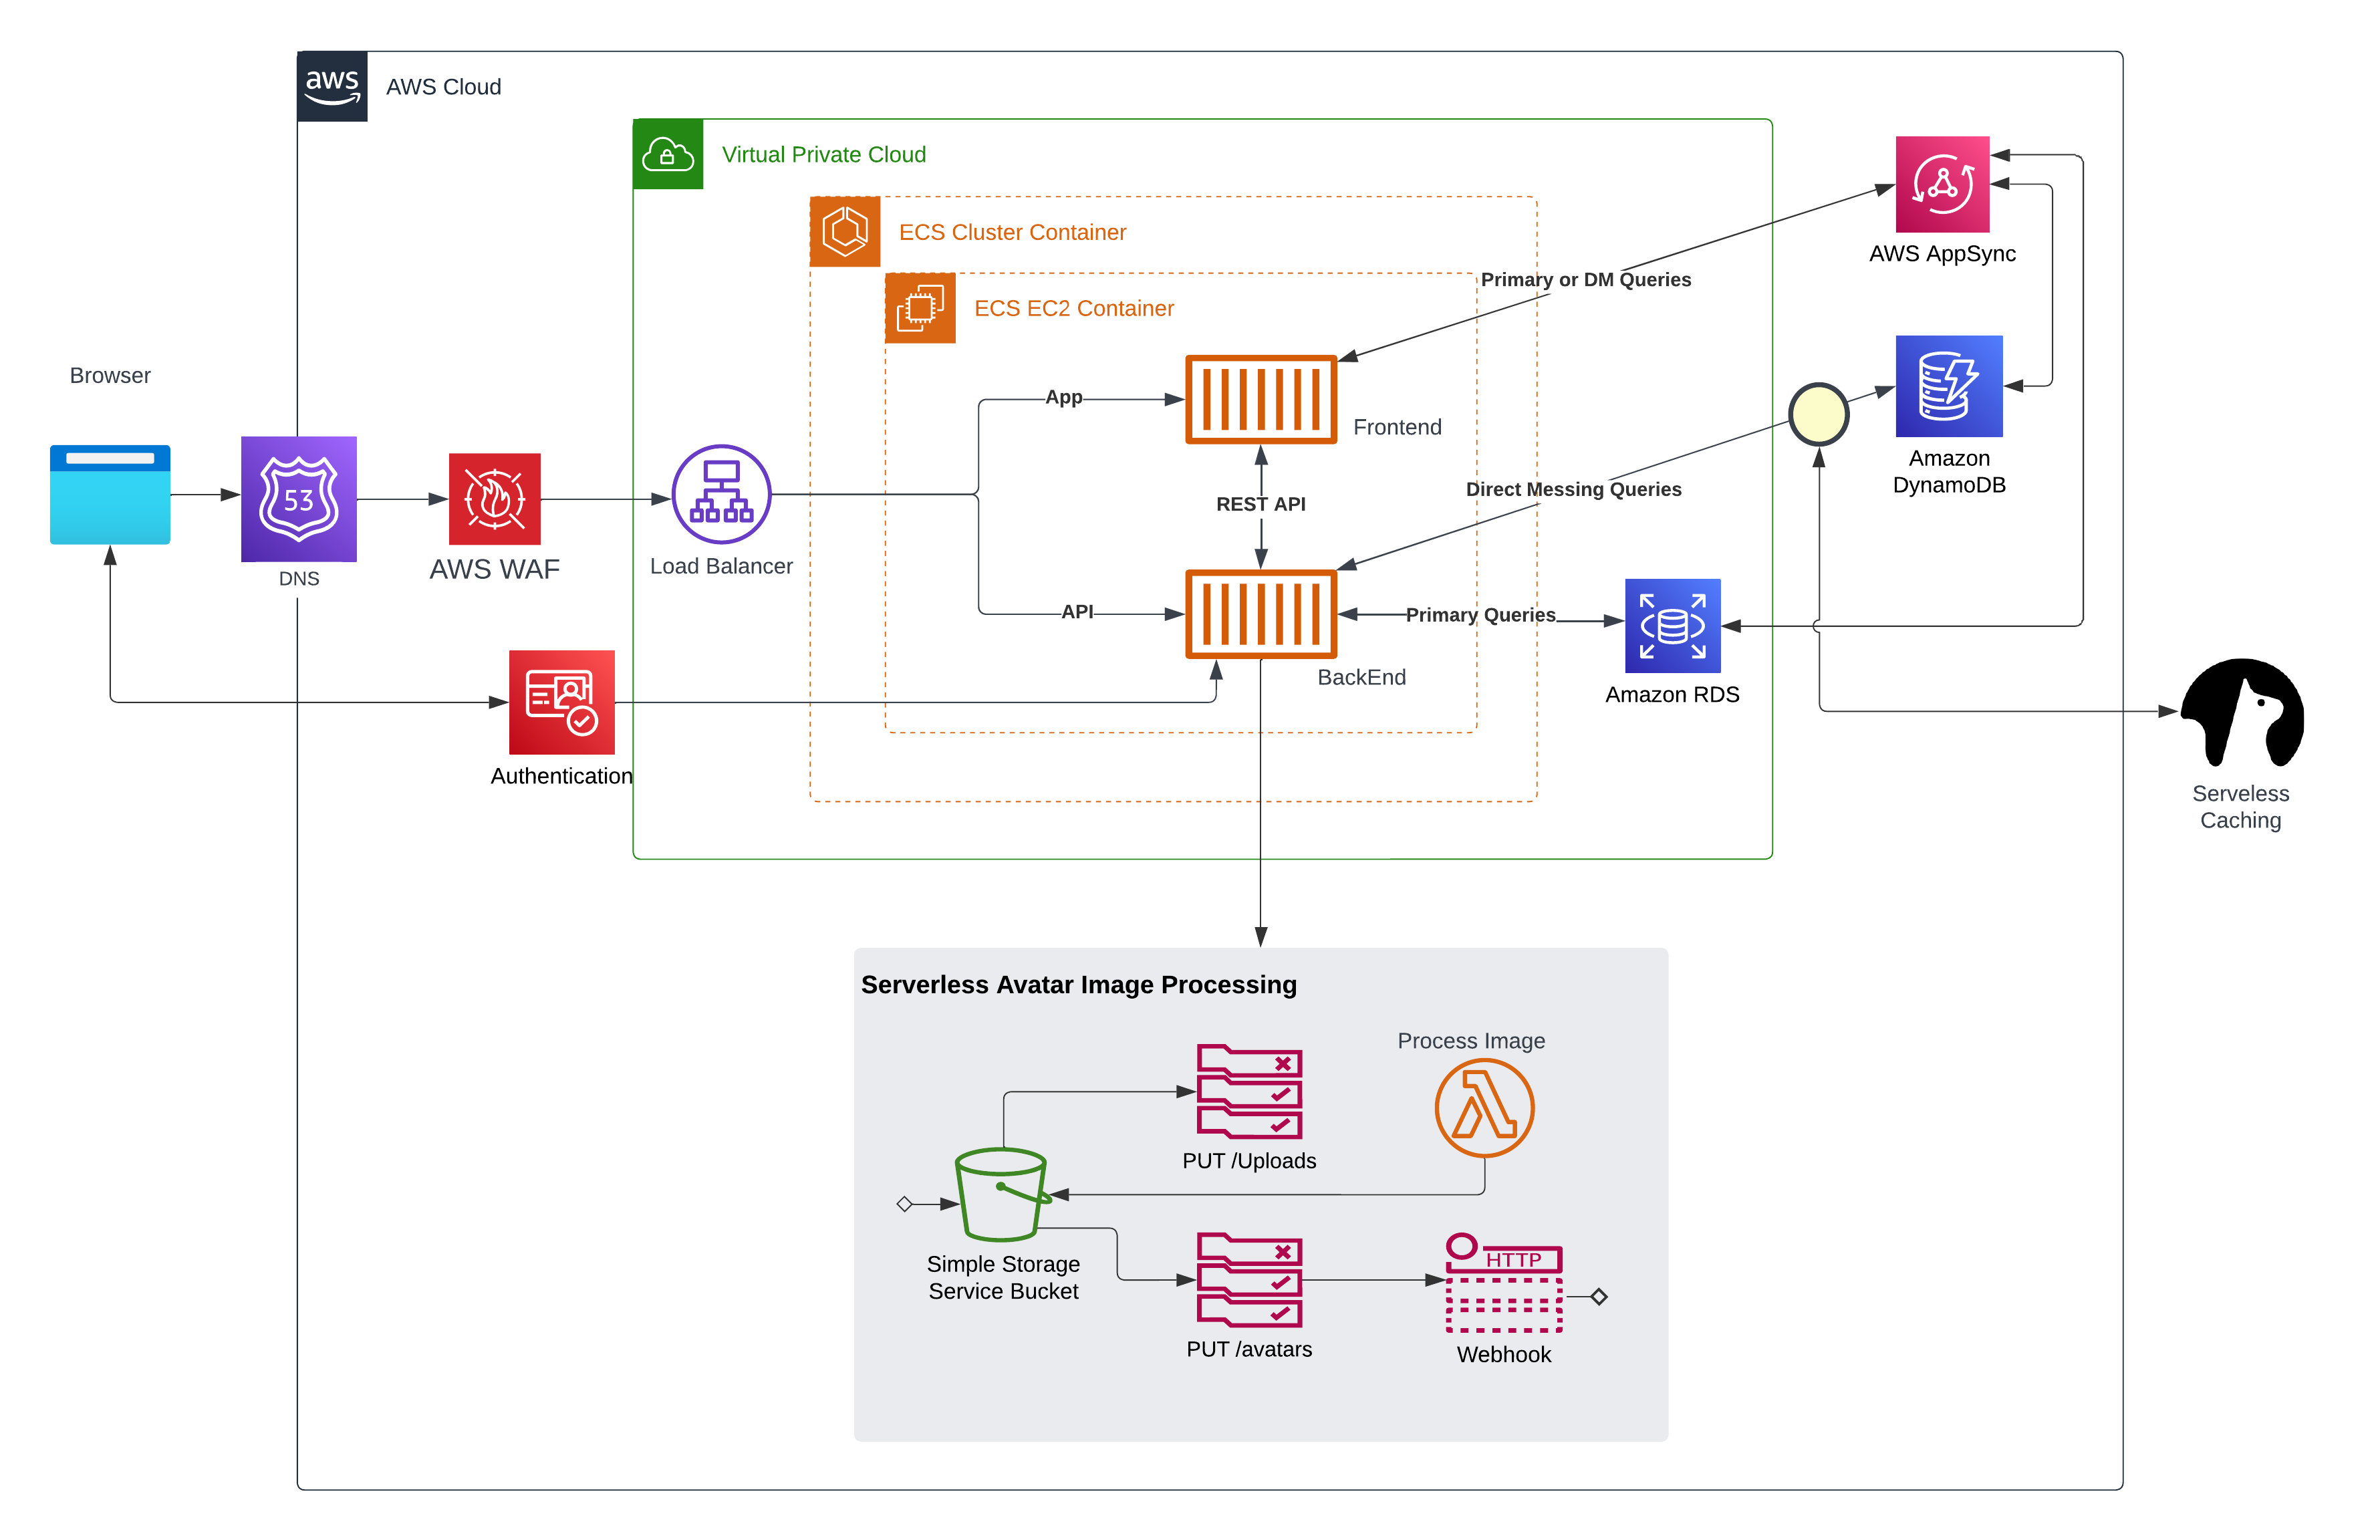 aws
AWS Cloud
Virtual Private Cloud
ECS Cluster Container
ECS EC2 Container
Primary or DM Queries
AWS AppSync
Browser
App
Frontend
Amazon
DynamoDB
53
DNS
AWS WAF
Load Balancer
REST API
Direct Messing Queries
API
Primary Queries
BackEnd
Amazon RDS
Authentication
Serveless
Caching
Serverless Avatar Image Processing
Process Image
PUT /Uploads
Simple Storage
Service Bucket
HTTP
PUT /avatars
Webhook